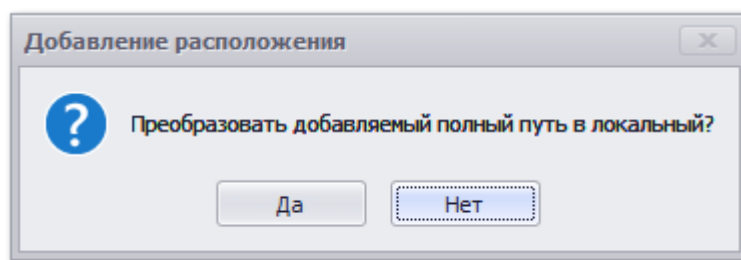 Добавление расположения
Преобразовать добавляемый полный путь в локальный?
Да
Нет